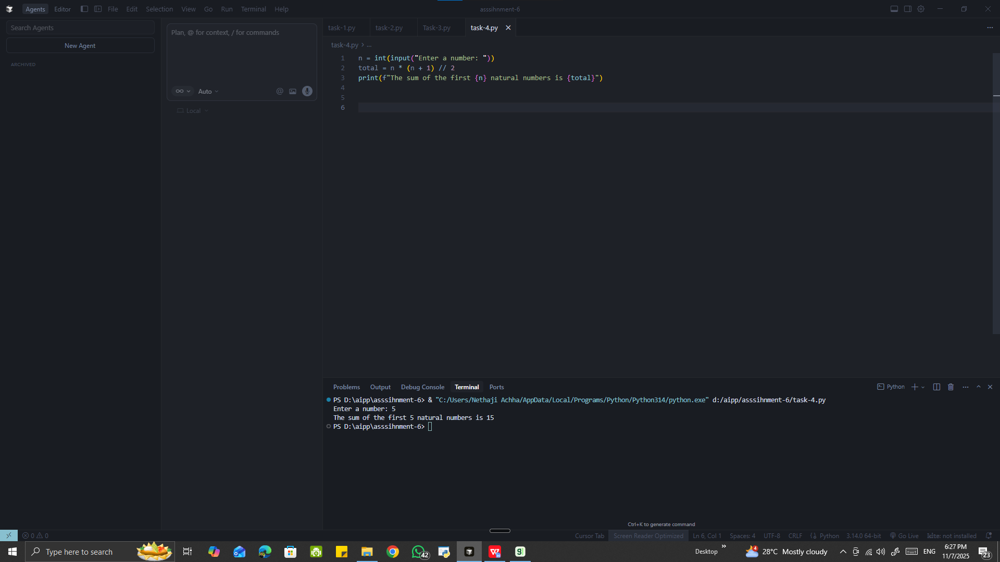 Agents Editor File Edit Selection View Go Run Terminal Help asssihnment-6
Search Agents
New Agent
ARCHIVED
Plan, @ for context, / for commands
Auto
Local
task-1.py task-2.py Task-3.py task-4.py
task-4.py > ...
1 n = int(input("Enter a number: "))
2 total = n * (n + 1) // 2
3 print(f"The sum of the first {n} natural numbers is {total}")
4
5
6
Problems Output Debug Console Terminal Ports Python
PS D:\aipp\asssihnment-6> & "C:/Users/Nethaji Achha/AppData/Local/Programs/Python/Python314/python.exe" d:/aipp/asssihnment-6/task-4.py
Enter a number: 5
The sum of the first 5 natural numbers is 15
PS D:\aipp\asssihnment-6>
Ctrl+K to generate command
0 0 Cursor Tab Screen Reader Optimized Ln 6, Col 1 Spaces: 4 UTF-8 CRLF Python 3.14.0 64-bit Go Live kite: not installed
Type here to search 42 Desktop 4 28°C Mostly cloudy ENG 6:27 PM
11/7/2025 23